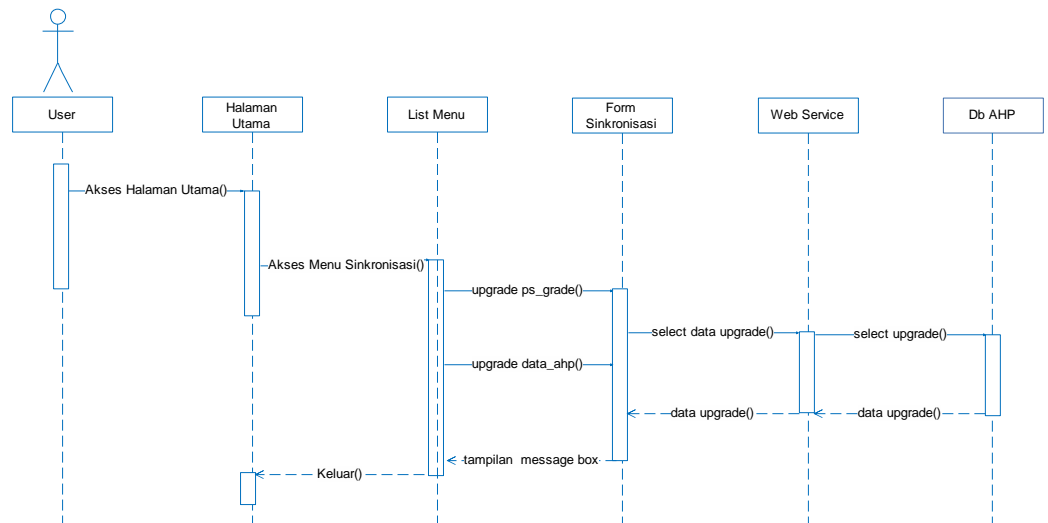 User
Halaman
Utama
List Menu
Form
Sinkronisasi
Web Service
Db AHP
Akses Halaman Utama()
Akses Menu Sinkronisasi()
upgrade ps_grade()
select data upgrade()
select upgrade()
upgrade data_ahp()
data upgrade()
data upgrade()
tampilan message box
Keluar()